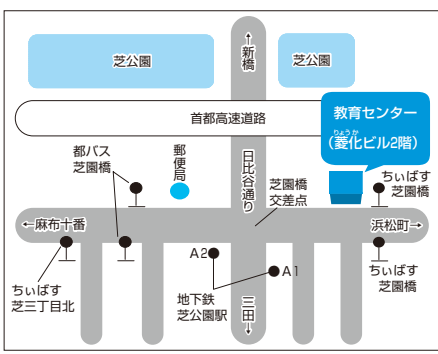 芝公園
↑新橋
芝公園
首都高速道路
教育センター
りょうか
（菱化ビル2階）
都バス
芝園橋
郵便局
日比谷通り
芝園橋
交差点
ちぃばす
芝園橋
←麻布十番
浜松町→
A2
A1
ちぃばす
芝三丁目北
地下鉄
芝公園駅
三田↓
ちぃばす
芝園橋